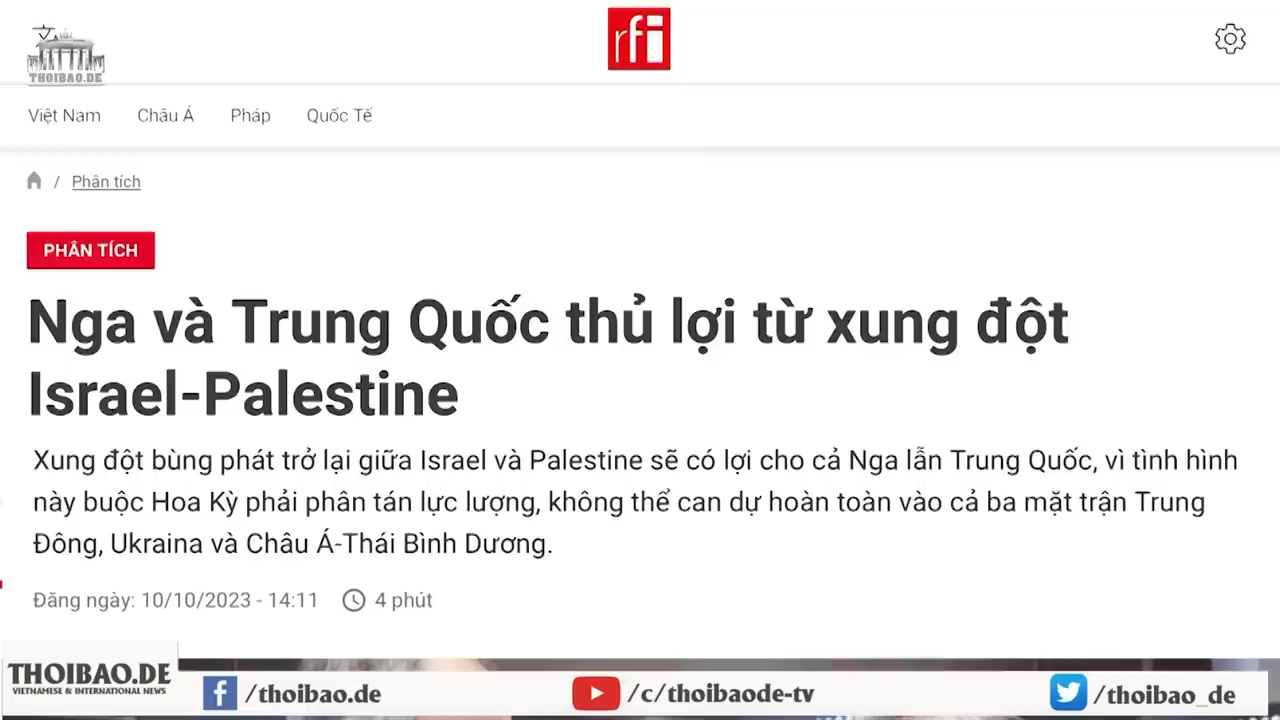 THOIBAO.DE
rfi
Việt Nam Châu Á Pháp Quốc Tế
/ Phân tích
PHÂN TÍCH
Nga và Trung Quốc thủ lợi từ xung đột
Israel-Palestine
Xung đột bùng phát trở lại giữa Israel và Palestine sẽ có lợi cho cả Nga lẫn Trung Quốc, vì tình hình
này buộc Hoa Kỳ phải phân tán lực lượng, không thể can dự hoàn toàn vào cả ba mặt trận Trung
Đông, Ukraina và Châu Á-Thái Bình Dương.
Đăng ngày: 10/10/2023 - 14:11 4 phút
THOIBAO.DE
VIETNAMESE & INTERNATIONAL NEWS
/thoibao.de /c/thoibaode-tv /thoibao_de